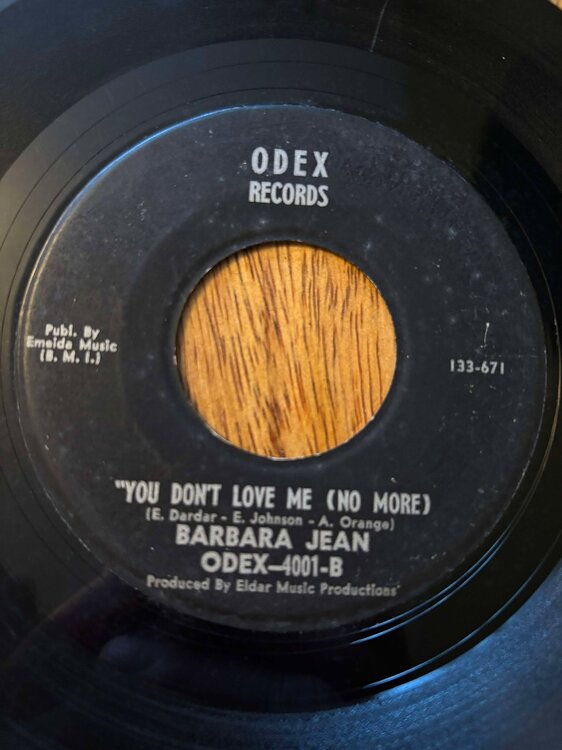 ODEX
RECORDS
Publ. By
Emeida Music
(B. M. I.)
133-671
"YOU DON'T LOVE ME (NO MORE)
(E. Dardar - E. Johnson - A. Orange)
BARBARA JEAN
ODEX-4001-B
Produced By Eldar Music Productions